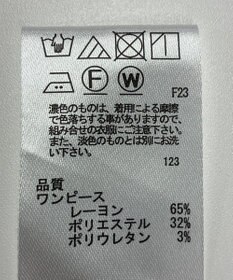 F W
F23
濃色のものは、着用による摩擦
で色落ちする事がありますので、
組み合せの衣服にご注意下さい。
また、淡色のものとは別にお洗
い下さい。
123
品質
ワンピース
レーヨン 65%
ポリエステル 32%
ポリウレタン 3%